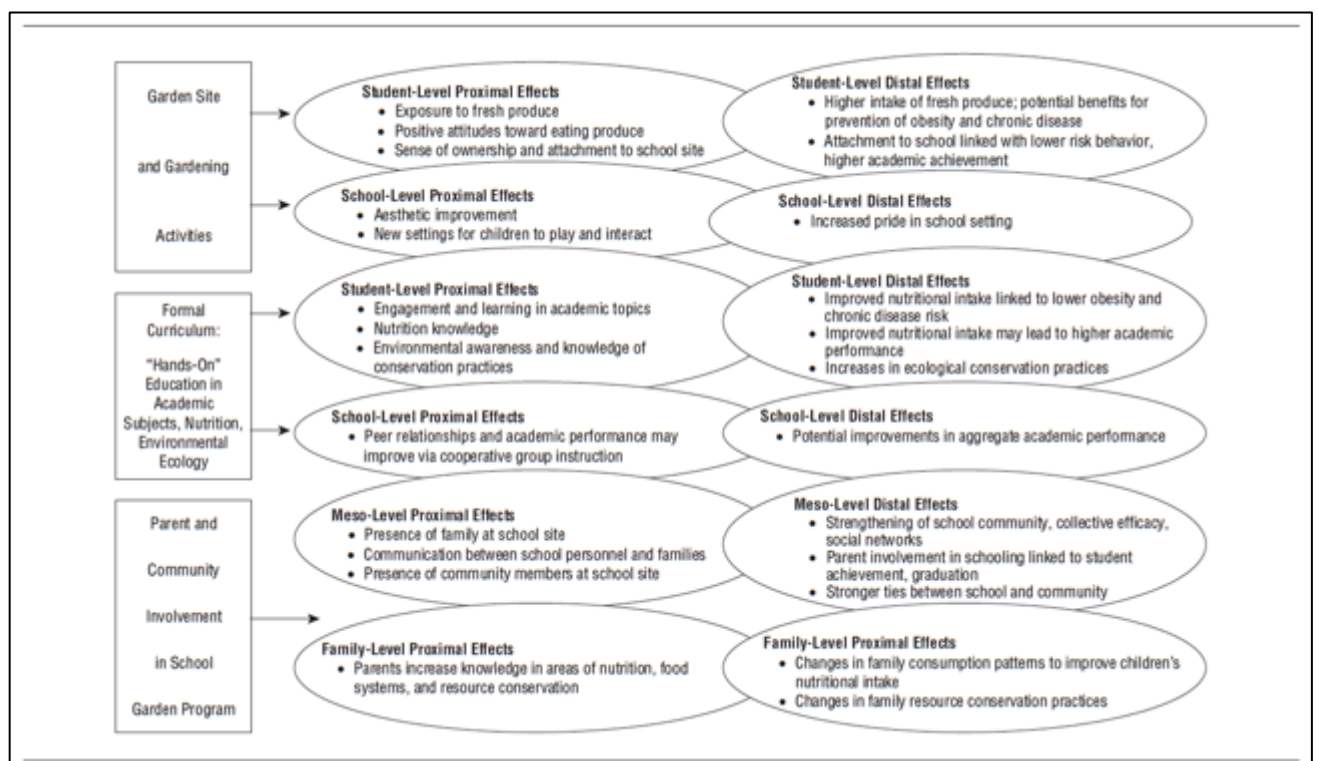 Garden Site
and Gardening
Activities
Student-Level Proximal Effects
• Exposure to fresh produce
• Positive attitudes toward eating produce
• Sense of ownership and attachment to school site
Student-Level Distal Effects
• Higher intake of fresh produce; potential benefits for
prevention of obesity and chronic disease
• Attachment to school linked with lower risk behavior,
higher academic achievement
School-Level Proximal Effects
• Aesthetic improvement
• New settings for children to play and interact
School-Level Distal Effects
• Increased pride in school setting
Formal
Curriculum:
"Hands-On"
Education in
Academic
Subjects, Nutrition,
Environmental
Ecology
Student-Level Proximal Effects
• Engagement and learning in academic topics
• Nutrition knowledge
• Environmental awareness and knowledge of
conservation practices
Student-Level Distal Effects
• Improved nutritional intake linked to lower obesity and
chronic disease risk
• Improved nutritional intake may lead to higher academic
performance
• Increases in ecological conservation practices
School-Level Proximal Effects
• Peer relationships and academic performance may
improve via cooperative group instruction
School-Level Distal Effects
• Potential improvements in aggregate academic performance
Parent and
Community
Involvement
in School
Garden Program
Meso-Level Proximal Effects
• Presence of family at school site
• Communication between school personnel and families
• Presence of community members at school site
Meso-Level Distal Effects
• Strengthening of school community, collective efficacy,
social networks
• Parent involvement in schooling linked to student
achievement, graduation
• Stronger ties between school and community
Family-Level Proximal Effects
• Parents increase knowledge in areas of nutrition, food
systems, and resource conservation
Family-Level Proximal Effects
• Changes in family consumption patterns to improve children's
nutritional intake
• Changes in family resource conservation practices